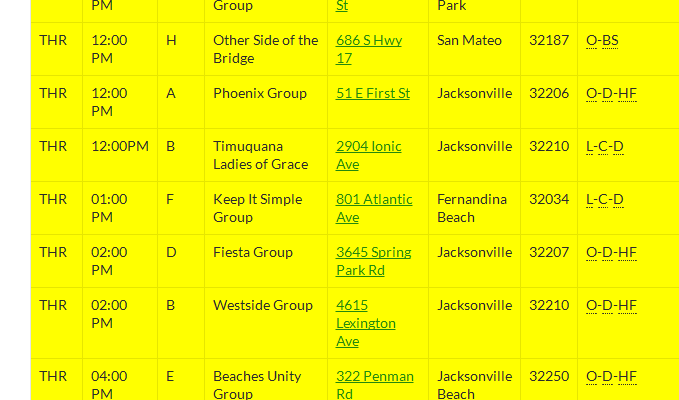 PM Group St Park
THR 12:00 H Other Side of the 686 S Hwy San Mateo 32187 O-BS
PM Bridge 17
THR 12:00 A Phoenix Group 51 E First St Jacksonville 32206 O-D-HF
PM
THR 12:00PM B Timuquana 2904 Ionic Jacksonville 32210 L-C-D
Ladies of Grace Ave
THR 01:00 F Keep It Simple 801 Atlantic Fernandina 32034 L-C-D
PM Group Ave Beach
THR 02:00 D Fiesta Group 3645 Spring Jacksonville 32207 O-D-HF
PM Park Rd
THR 02:00 B Westside Group 4615 Jacksonville 32210 O-D-HF
PM Lexington
Ave
THR 04:00 E Beaches Unity 322 Penman Jacksonville 32250 O-D-HF
PM Group Rd Beach